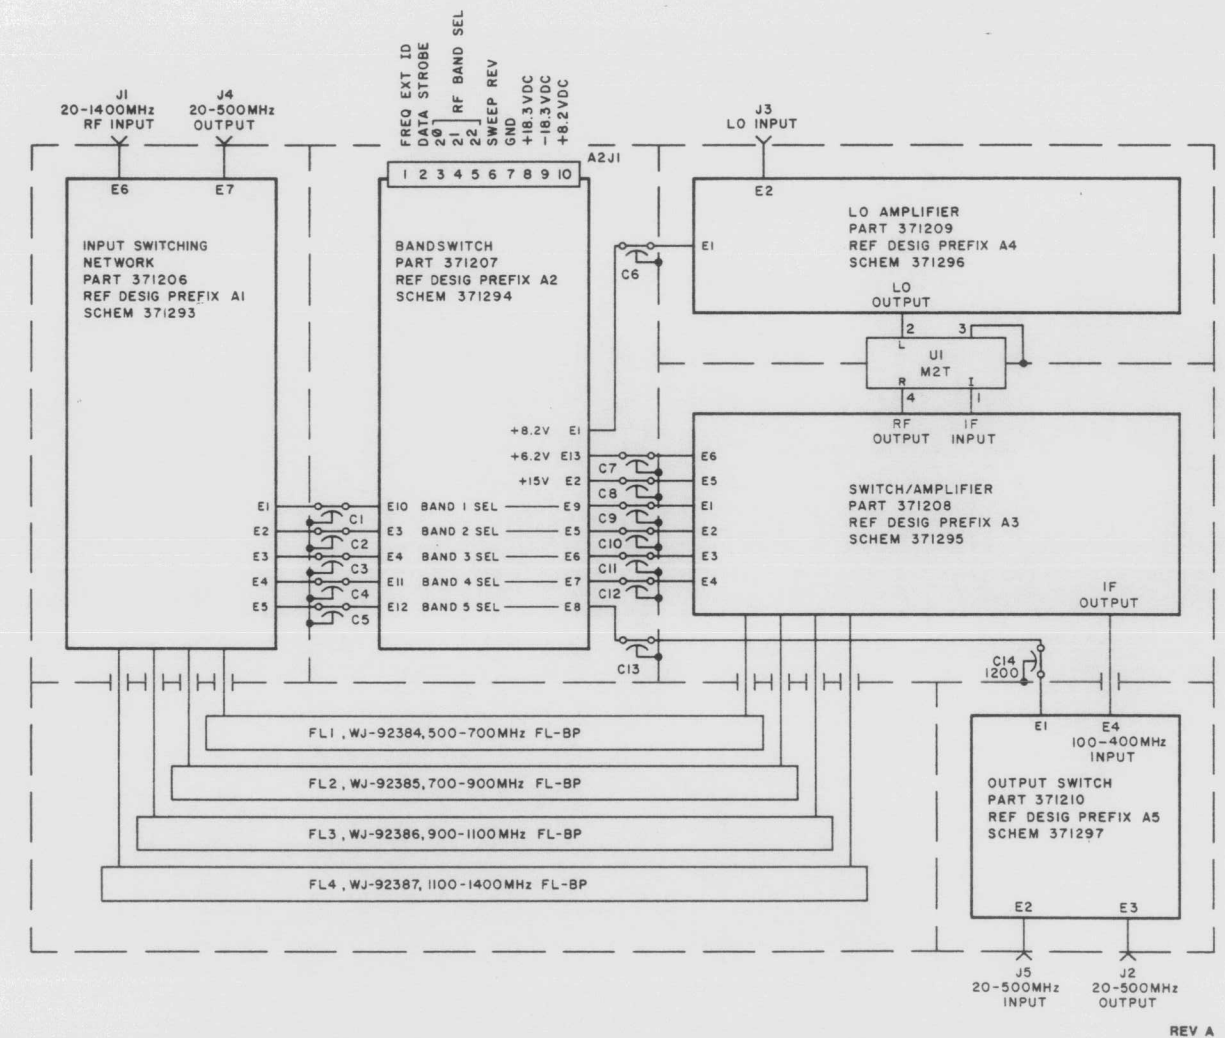 J1
20-1400MHz
RF INPUT
J4
20-500MHz
OUTPUT
FREQ EXT ID
DATA STROBE
20
21
22
RF BAND SEL
SWEEP REV
GND
+18.3VDC
-18.3VDC
+8.2VDC
A2J1
1 2 3 4 5 6 7 8 9 10
J3
LO INPUT
E6
E7
INPUT SWITCHING
NETWORK
PART 371206
REF DESIG PREFIX A1
SCHEM 371293
E1
E2
E3
E4
E5
C1
C2
C3
C4
C5
BANDSWITCH
PART 371207
REF DESIG PREFIX A2
SCHEM 371294
+8.2V E1
+6.2V E13
+15V E2
E10 BAND 1 SEL E9
E3 BAND 2 SEL E5
E4 BAND 3 SEL E6
E11 BAND 4 SEL E7
E12 BAND 5 SEL E8
C6
C7
C8
C9
C10
C11
C12
C13
E2
E1
LO AMPLIFIER
PART 371209
REF DESIG PREFIX A4
SCHEM 371296
LO
OUTPUT
2
3
L
U1
M2T
R
I
4
1
RF
OUTPUT
IF
INPUT
E6
E5
E1
E2
E3
E4
SWITCH/AMPLIFIER
PART 371208
REF DESIG PREFIX A3
SCHEM 371295
IF
OUTPUT
C14
1200
FL1, WJ-92384, 500-700MHz FL-BP
FL2, WJ-92385, 700-900MHz FL-BP
FL3, WJ-92386, 900-1100MHz FL-BP
FL4, WJ-92387, 1100-1400MHz FL-BP
E1
E4
100-400MHz
INPUT
OUTPUT SWITCH
PART 371210
REF DESIG PREFIX A5
SCHEM 371297
E2
E3
J5
20-500MHz
INPUT
J2
20-500MHz
OUTPUT
REV A